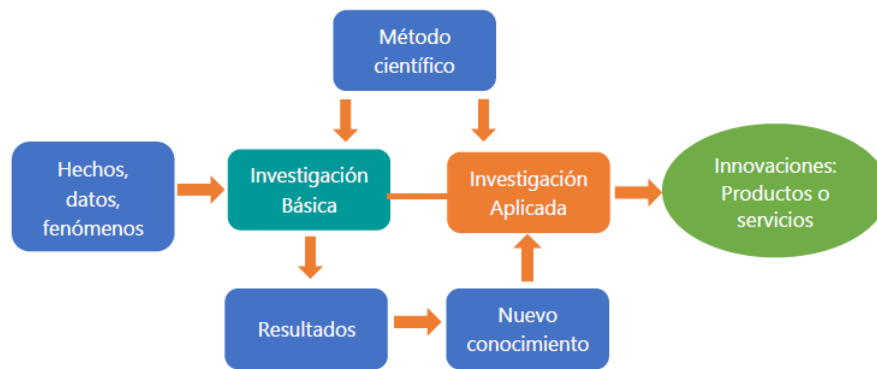 Método
científico
Hechos,
datos,
fenómenos
Investigación
Básica
Investigación
Aplicada
Innovaciones:
Productos o
servicios
Resultados
Nuevo
conocimiento